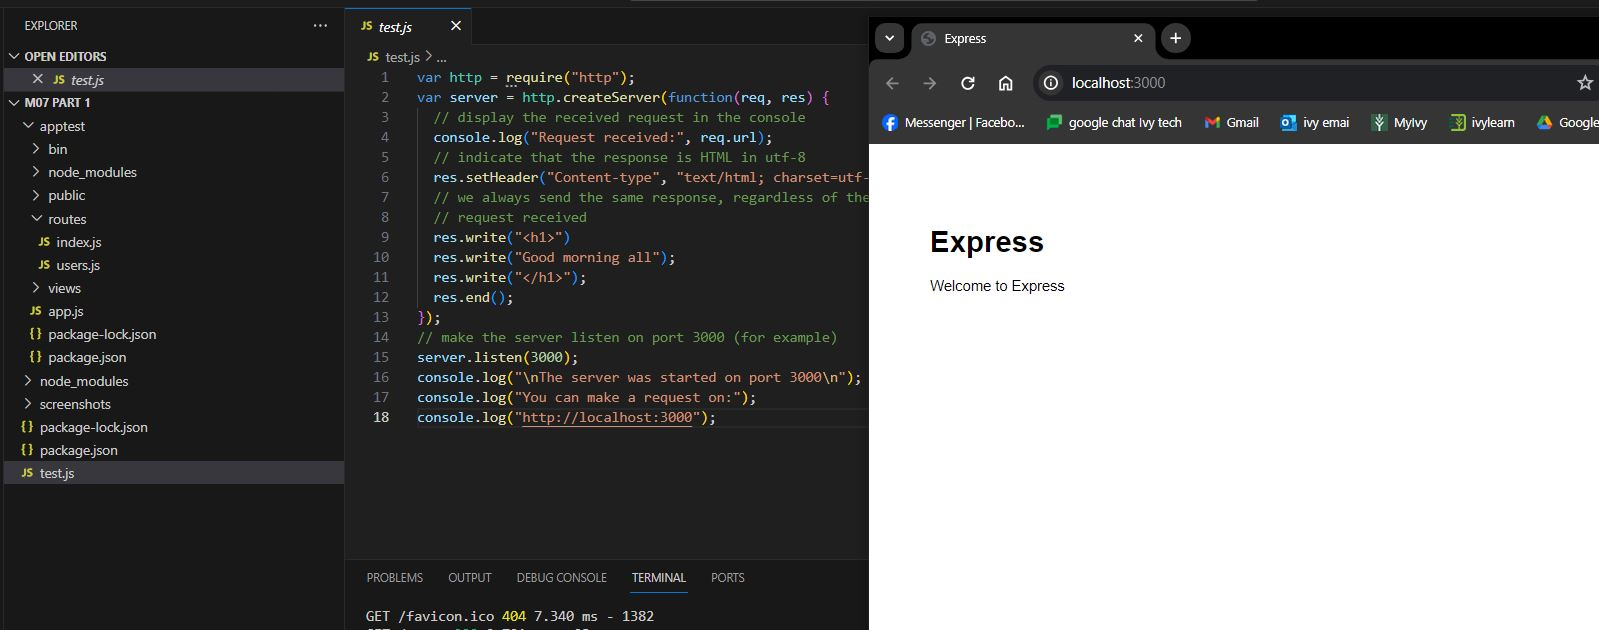 EXPLORER
···
OPEN EDITORS
JS test.js
M07 PART 1
apptest
bin
node_modules
public
routes
JS index.js
JS users.js
views
JS app.js
{} package-lock.json
{} package.json
node_modules
screenshots
{} package-lock.json
{} package.json
JS test.js
JS test.js
JS test.js > ...
1 var http = require("http");
2 var server = http.createServer(function(req, res) {
3 // display the received request in the console
4 console.log("Request received:", req.url);
5 // indicate that the response is HTML in utf-8
6 res.setHeader("Content-type", "text/html; charset=utf-
7 // we always send the same response, regardless of the
8 // request received
9 res.write("<h1>")
10 res.write("Good morning all");
11 res.write("</h1>");
12 res.end();
13 });
14 // make the server listen on port 3000 (for example)
15 server.listen(3000);
16 console.log("\nThe server was started on port 3000\n");
17 console.log("You can make a request on:");
18 console.log("http://localhost:3000");
PROBLEMS OUTPUT DEBUG CONSOLE TERMINAL PORTS
GET /favicon.ico 404 7.340 ms - 1382
Express
localhost:3000
Messenger | Facebo... google chat Ivy tech Gmail ivy emai MyIvy ivylearn Google
Express
Welcome to Express